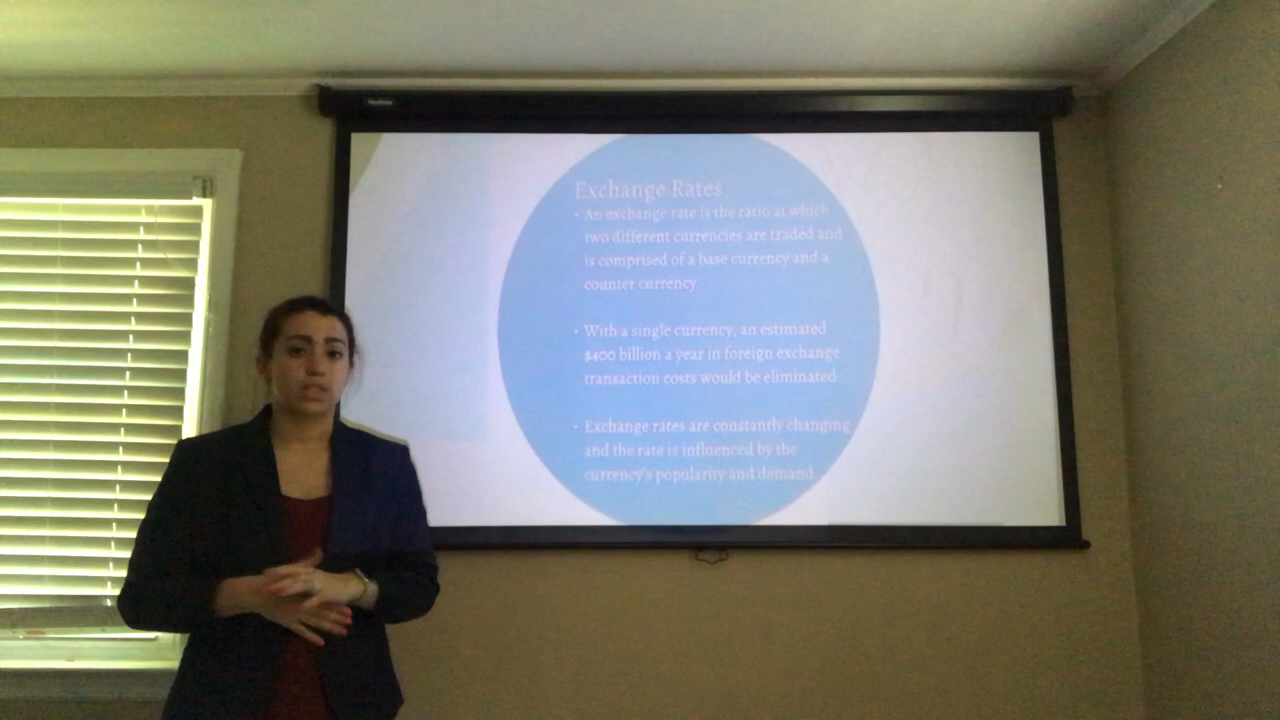 Exchange Rates
• An exchange rate is the ratio at which
two different currencies are traded and
is comprised of a base currency and a
counter currency
• With a single currency, an estimated
$400 billion a year in foreign exchange
transaction costs would be eliminated
• Exchange rates are constantly changing
and the rate is influenced by the
currency's popularity and demand